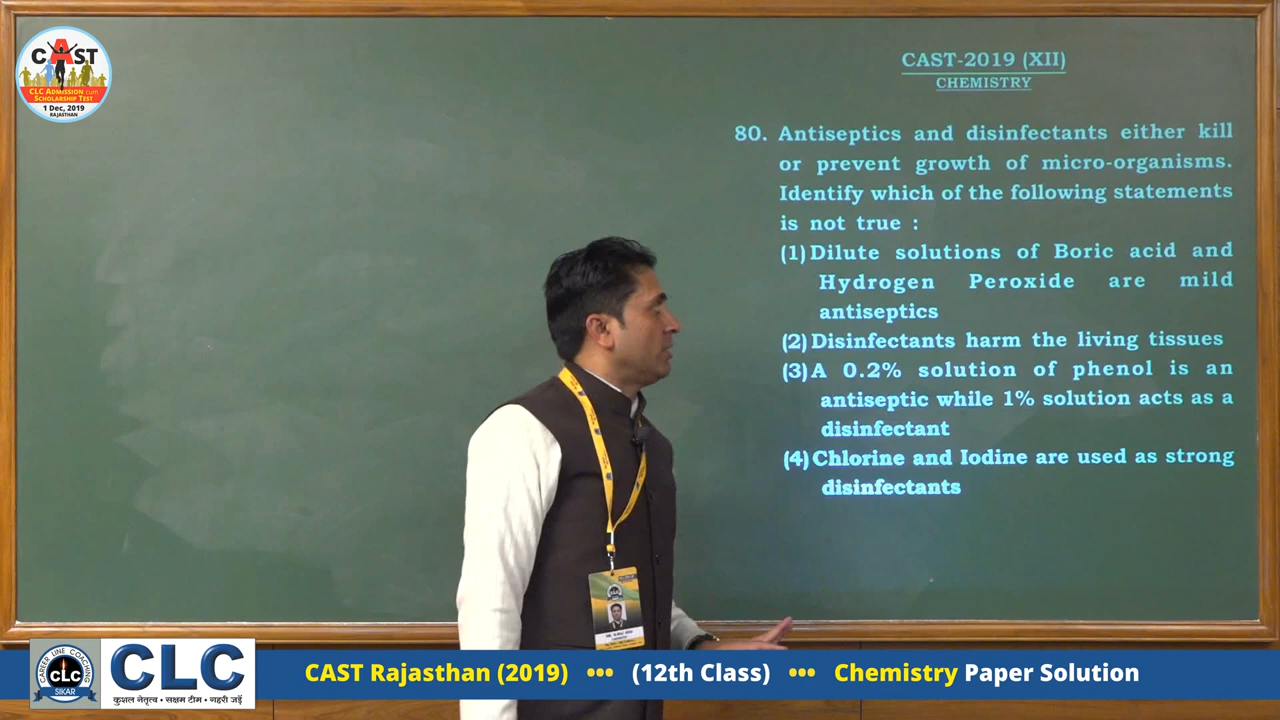 CAST
CLC ADMISSION cum
SCHOLARSHIP TEST
1 Dec, 2019
RAJASTHAN
CAST-2019 (XII)
CHEMISTRY
80. Antiseptics and disinfectants either kill
or prevent growth of micro-organisms.
Identify which of the following statements
is not true :
(1) Dilute solutions of Boric acid and
Hydrogen Peroxide are mild
antiseptics
(2) Disinfectants harm the living tissues
(3) A 0.2% solution of phenol is an
antiseptic while 1% solution acts as a
disinfectant
(4) Chlorine and Iodine are used as strong
disinfectants
CAREER LINE COACHING
CLC
SIKAR
CLC
कुशल नेतृत्व • सक्षम टीम • गहरी जड़ें
CAST Rajasthan (2019) ••• (12th Class) ••• Chemistry Paper Solution